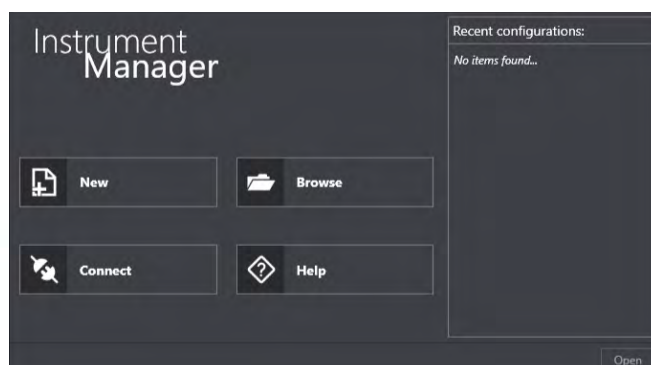 Instrument
Manager
Recent configurations:
No items found...
New
Browse
Connect
Help
Open